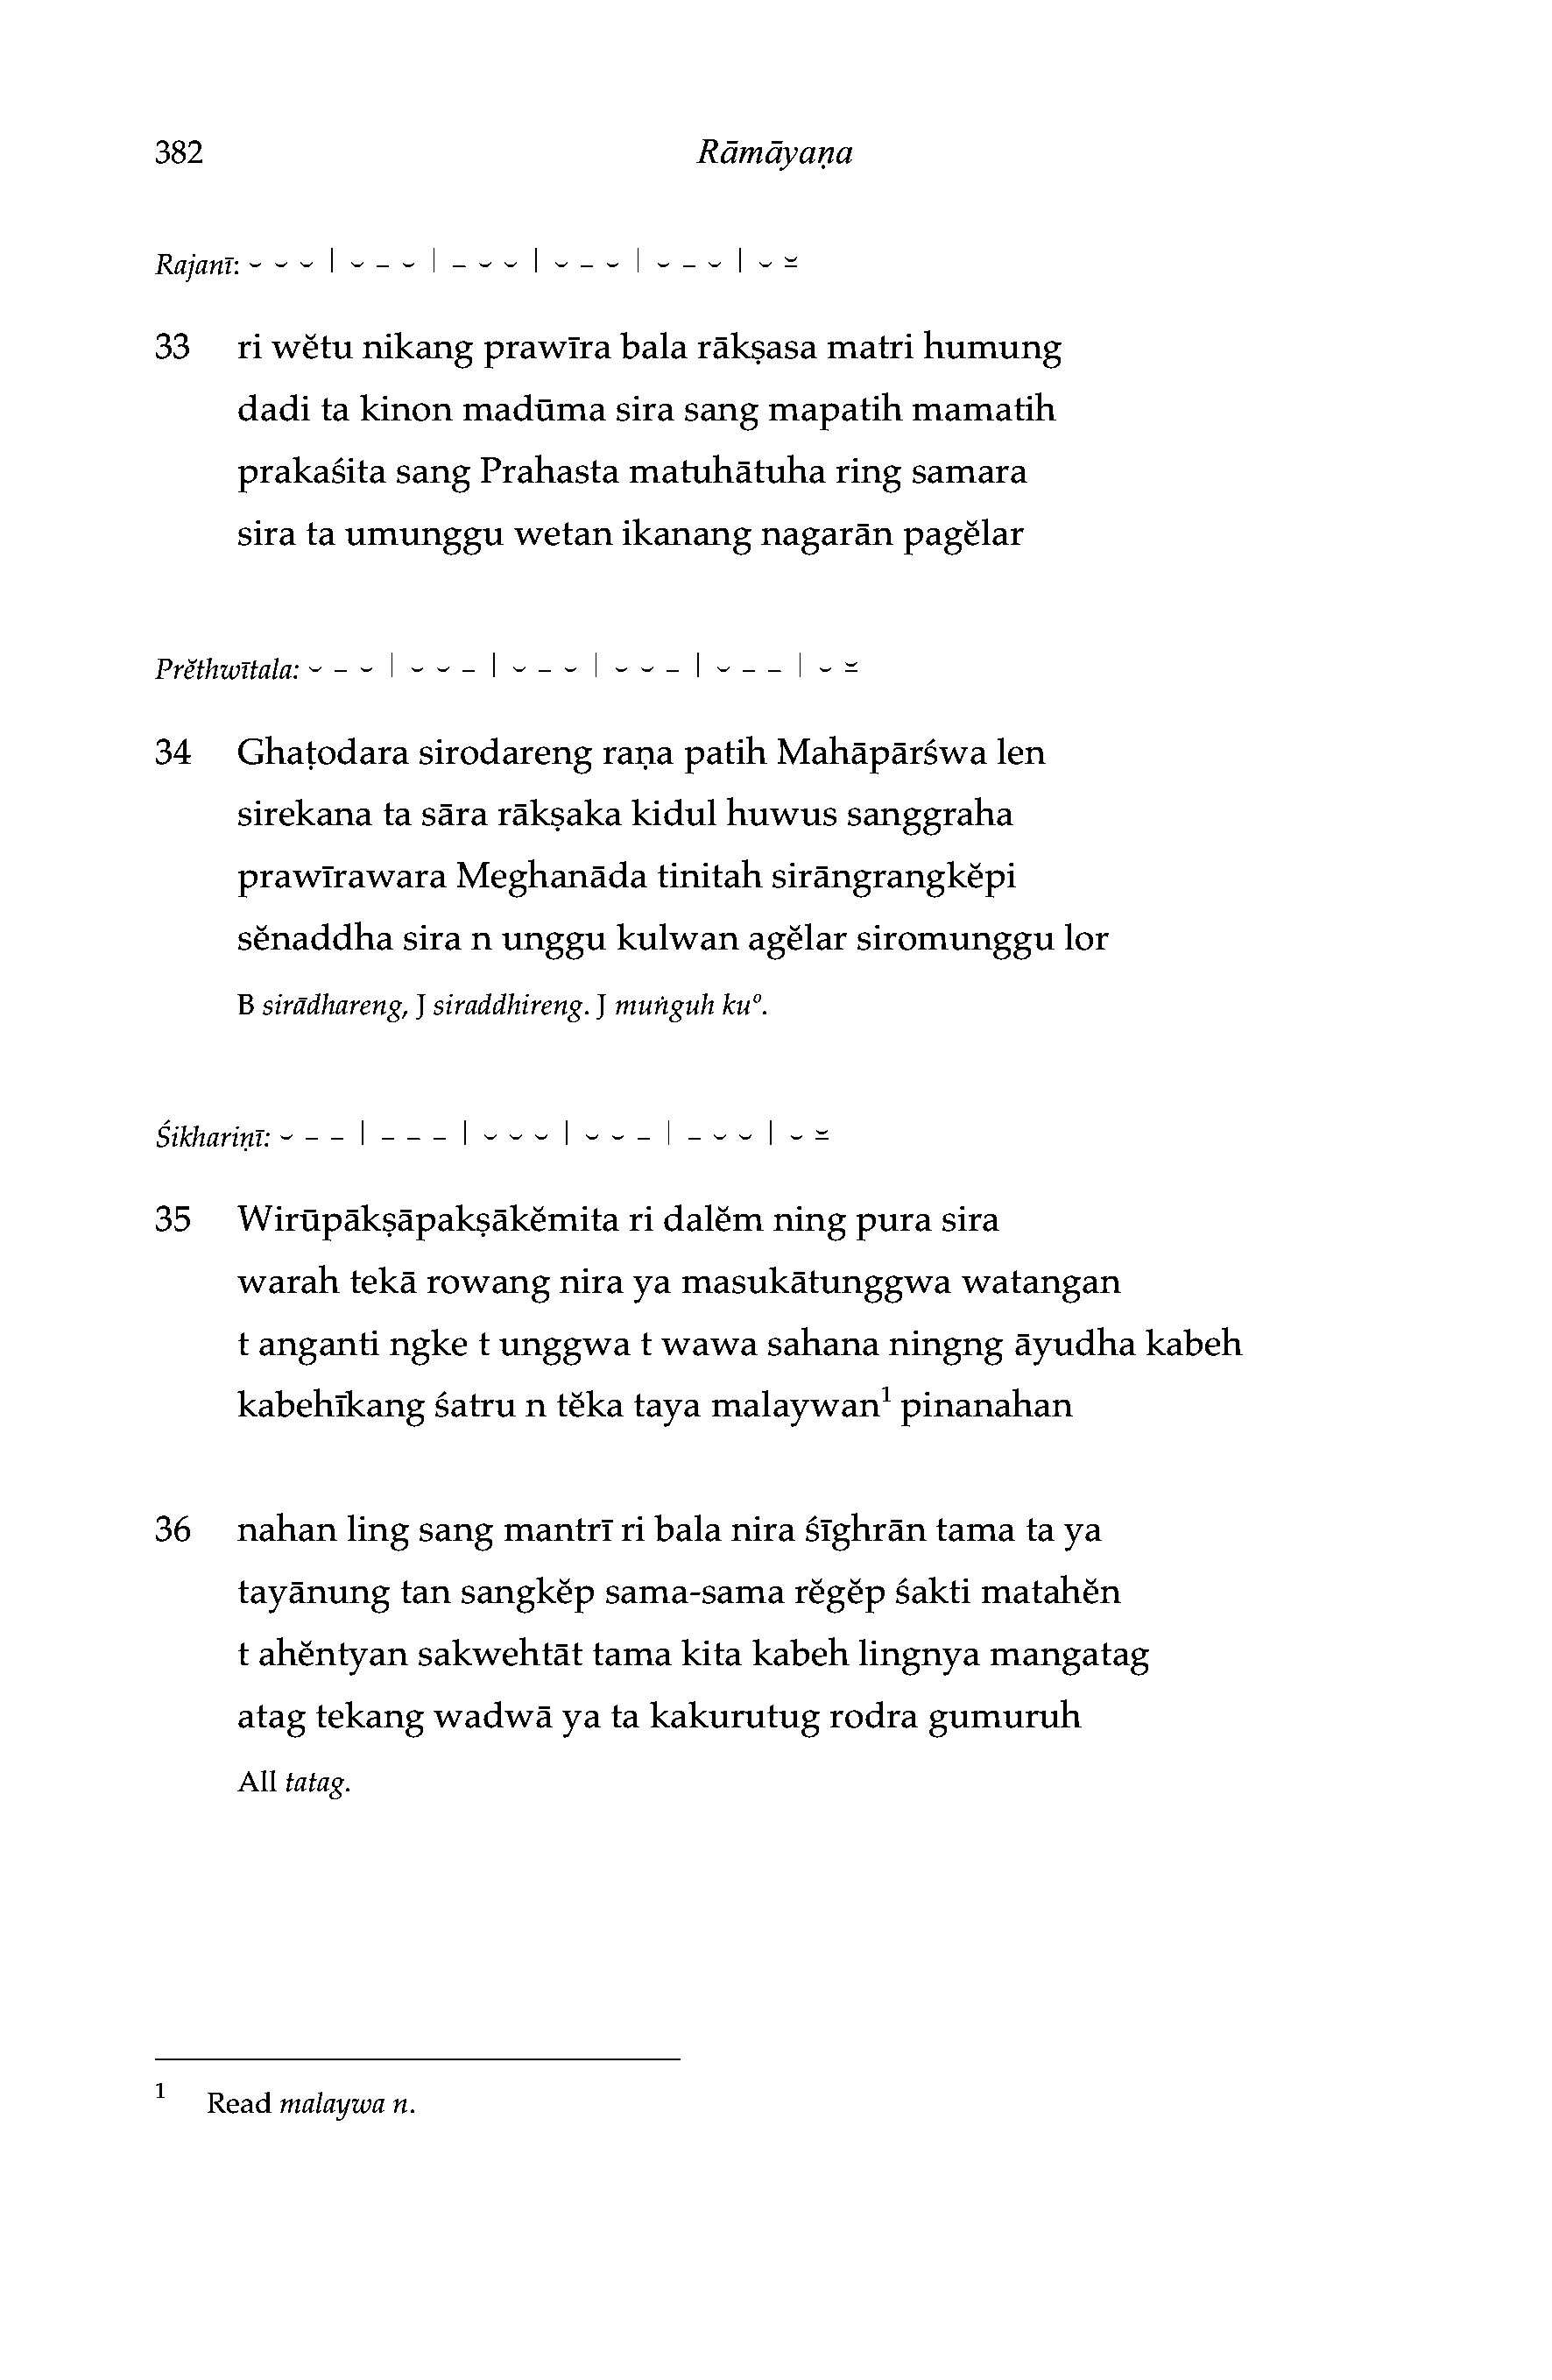 382 Rāmāyaṇa
Rajanī: ⏑ ⏑ ⏑ | ⏑ – ⏑ | – ⏑ ⏑ | ⏑ – ⏑ | ⏑ – ⏑ | ⏑ ⏓
33 ri wĕtu nikang prawīra bala rākṣasa matri humung
dadi ta kinon madūma sira sang mapatih mamatih
prakaśita sang Prahasta matuhātuha ring samara
sira ta umunggu wetan ikanang nagarān pagĕlar
Prĕthwītala: ⏑ – ⏑ | ⏑ ⏑ – | ⏑ – ⏑ | ⏑ ⏑ – | ⏑ – – | ⏑ ⏓
34 Ghaṭodara sirodareng raṇa patih Mahāpārśwa len
sirekana ta sāra rākṣaka kidul huwus sanggraha
prawīrawara Meghanāda tinitah sirāngrangkĕpi
sĕnaddha sira n unggu kulwan agĕlar siromunggu lor
B sirādhareng, J siraddhireng. J muṅguh kuº.
Śikhariṇī: ⏑ – – | – – – | ⏑ ⏑ ⏑ | ⏑ ⏑ – | – ⏑ ⏑ | ⏑ ⏓
35 Wirūpākṣāpakṣākĕmita ri dalĕm ning pura sira
warah tekā rowang nira ya masukātunggwa watangan
t anganti ngke t unggwa t wawa sahana ningng āyudha kabeh
kabehīkang śatru n tĕka taya malaywan¹ pinanahan
36 nahan ling sang mantrī ri bala nira śīghrān tama ta ya
tayānung tan sangkĕp sama-sama rĕgĕp śakti matahĕn
t ahĕntyan sakwehtāt tama kita kabeh lingnya mangatag
atag tekang wadwā ya ta kakurutug rodra gumuruh
All tatag.
¹ Read malaywa n.